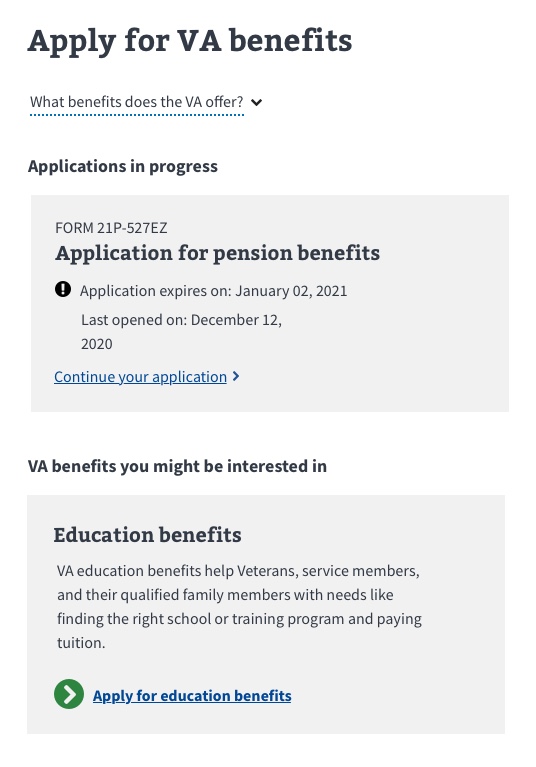 Apply for VA benefits
What benefits does the VA offer?
Applications in progress
FORM 21P-527EZ
Application for pension benefits
Application expires on: January 02, 2021
Last opened on: December 12,
2020
Continue your application
VA benefits you might be interested in
Education benefits
VA education benefits help Veterans, service members,
and their qualified family members with needs like
finding the right school or training program and paying
tuition.
Apply for education benefits